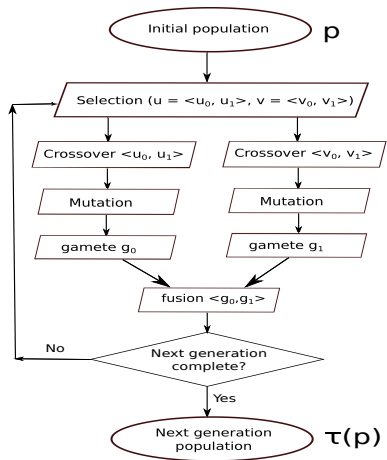 Initial population
p
Selection (u = <u₀, u₁>, v = <v₀, v₁>)
Crossover <u₀, u₁>
Crossover <v₀, v₁>
Mutation
Mutation
gamete g₀
gamete g₁
fusion <g₀,g₁>
Next generation
complete?
No
Yes
Next generation
population
τ(p)